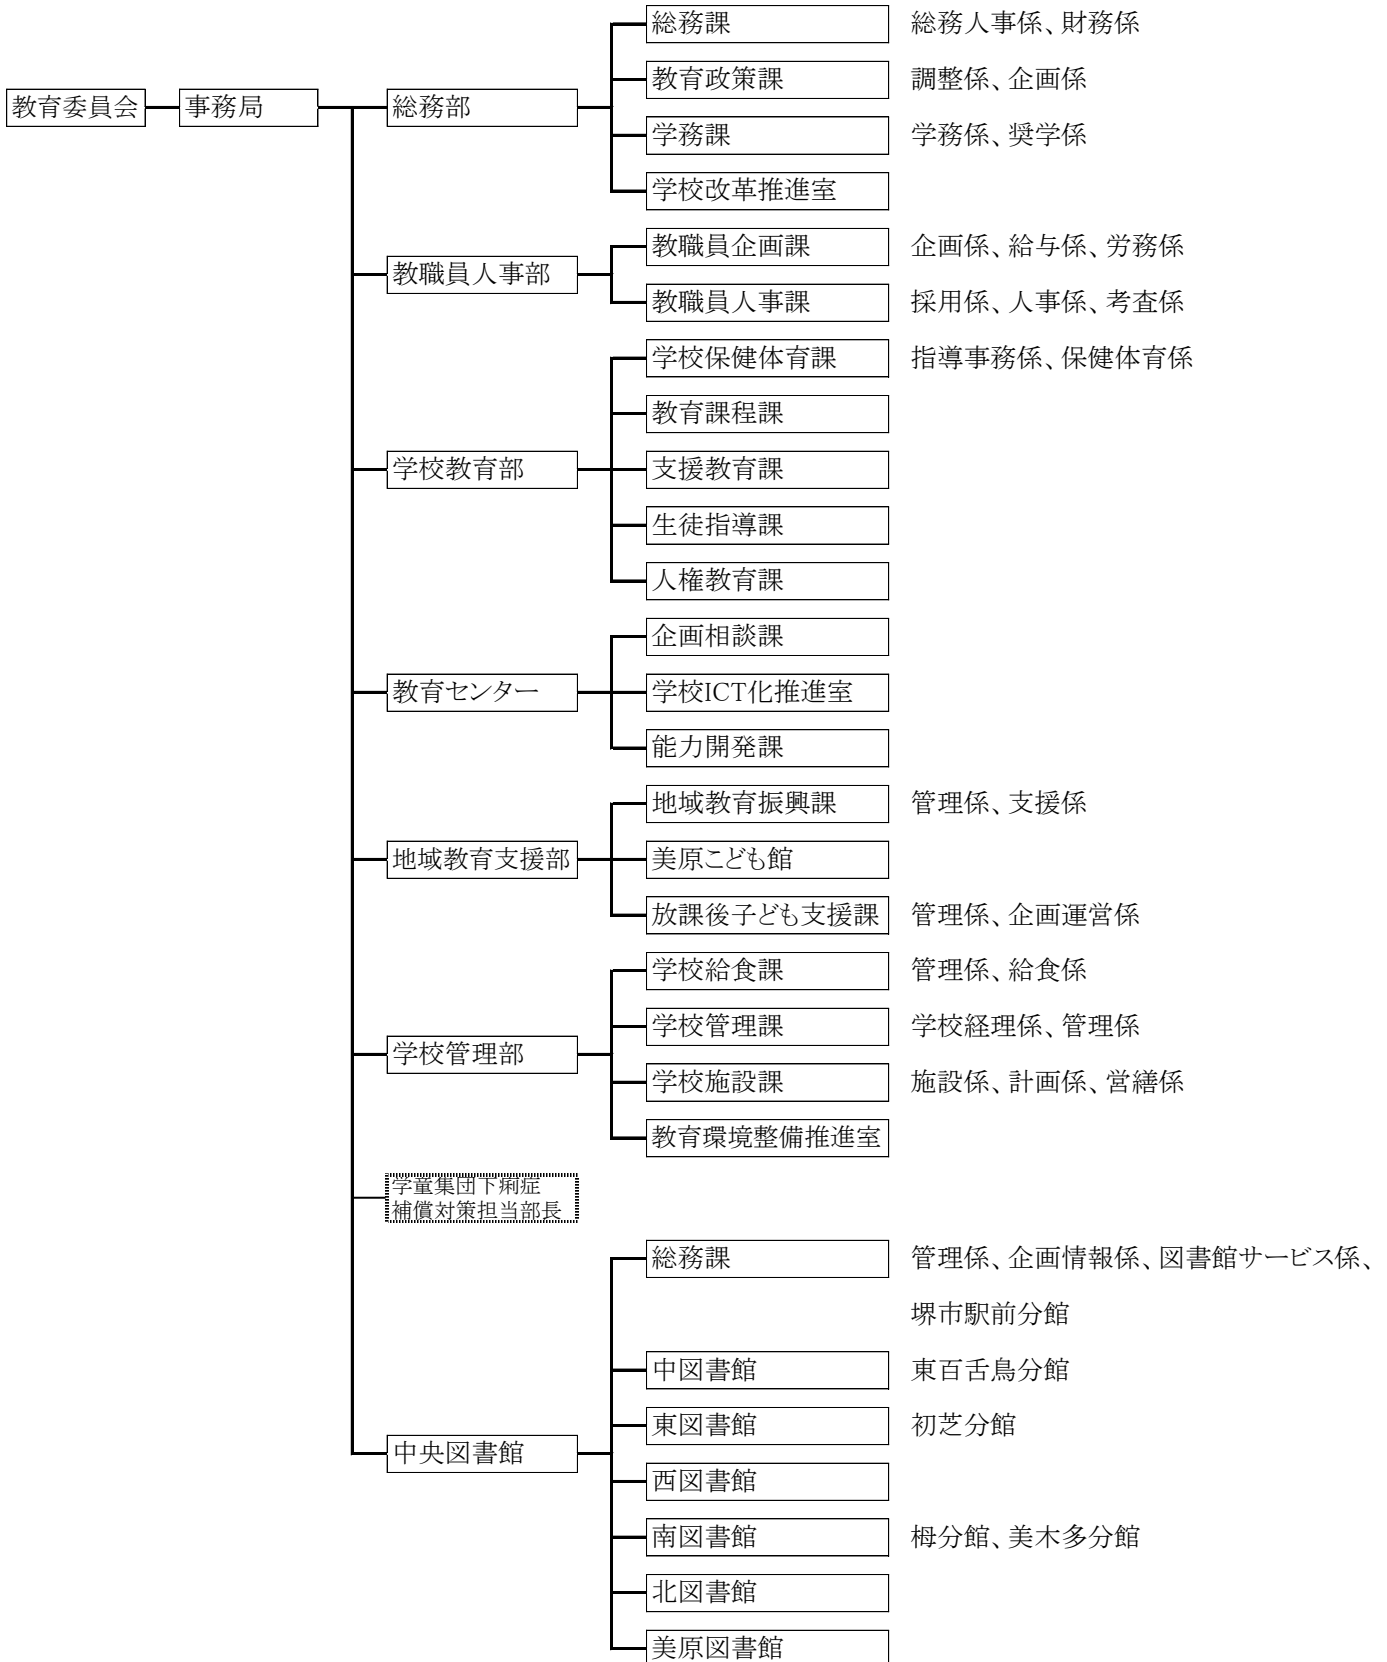 総務課 総務人事係、財務係
教育政策課 調整係、企画係
教育委員会 事務局 総務部
学務課 学務係、奨学係
学校改革推進室
教職員企画課 企画係、給与係、労務係
教職員人事部
教職員人事課 採用係、人事係、考査係
学校保健体育課 指導事務係、保健体育係
教育課程課
学校教育部 支援教育課
生徒指導課
人権教育課
企画相談課
教育センター 学校ICT化推進室
能力開発課
地域教育振興課 管理係、支援係
地域教育支援部 美原こども館
放課後子ども支援課 管理係、企画運営係
学校給食課 管理係、給食係
学校管理課 学校経理係、管理係
学校管理部
学校施設課 施設係、計画係、営繕係
教育環境整備推進室
学童集団下痢症
補償対策担当部長
総務課 管理係、企画情報係、図書館サービス係、
堺市駅前分館
中図書館 東百舌鳥分館
東図書館 初芝分館
中央図書館
西図書館
南図書館 栂分館、美木多分館
北図書館
美原図書館